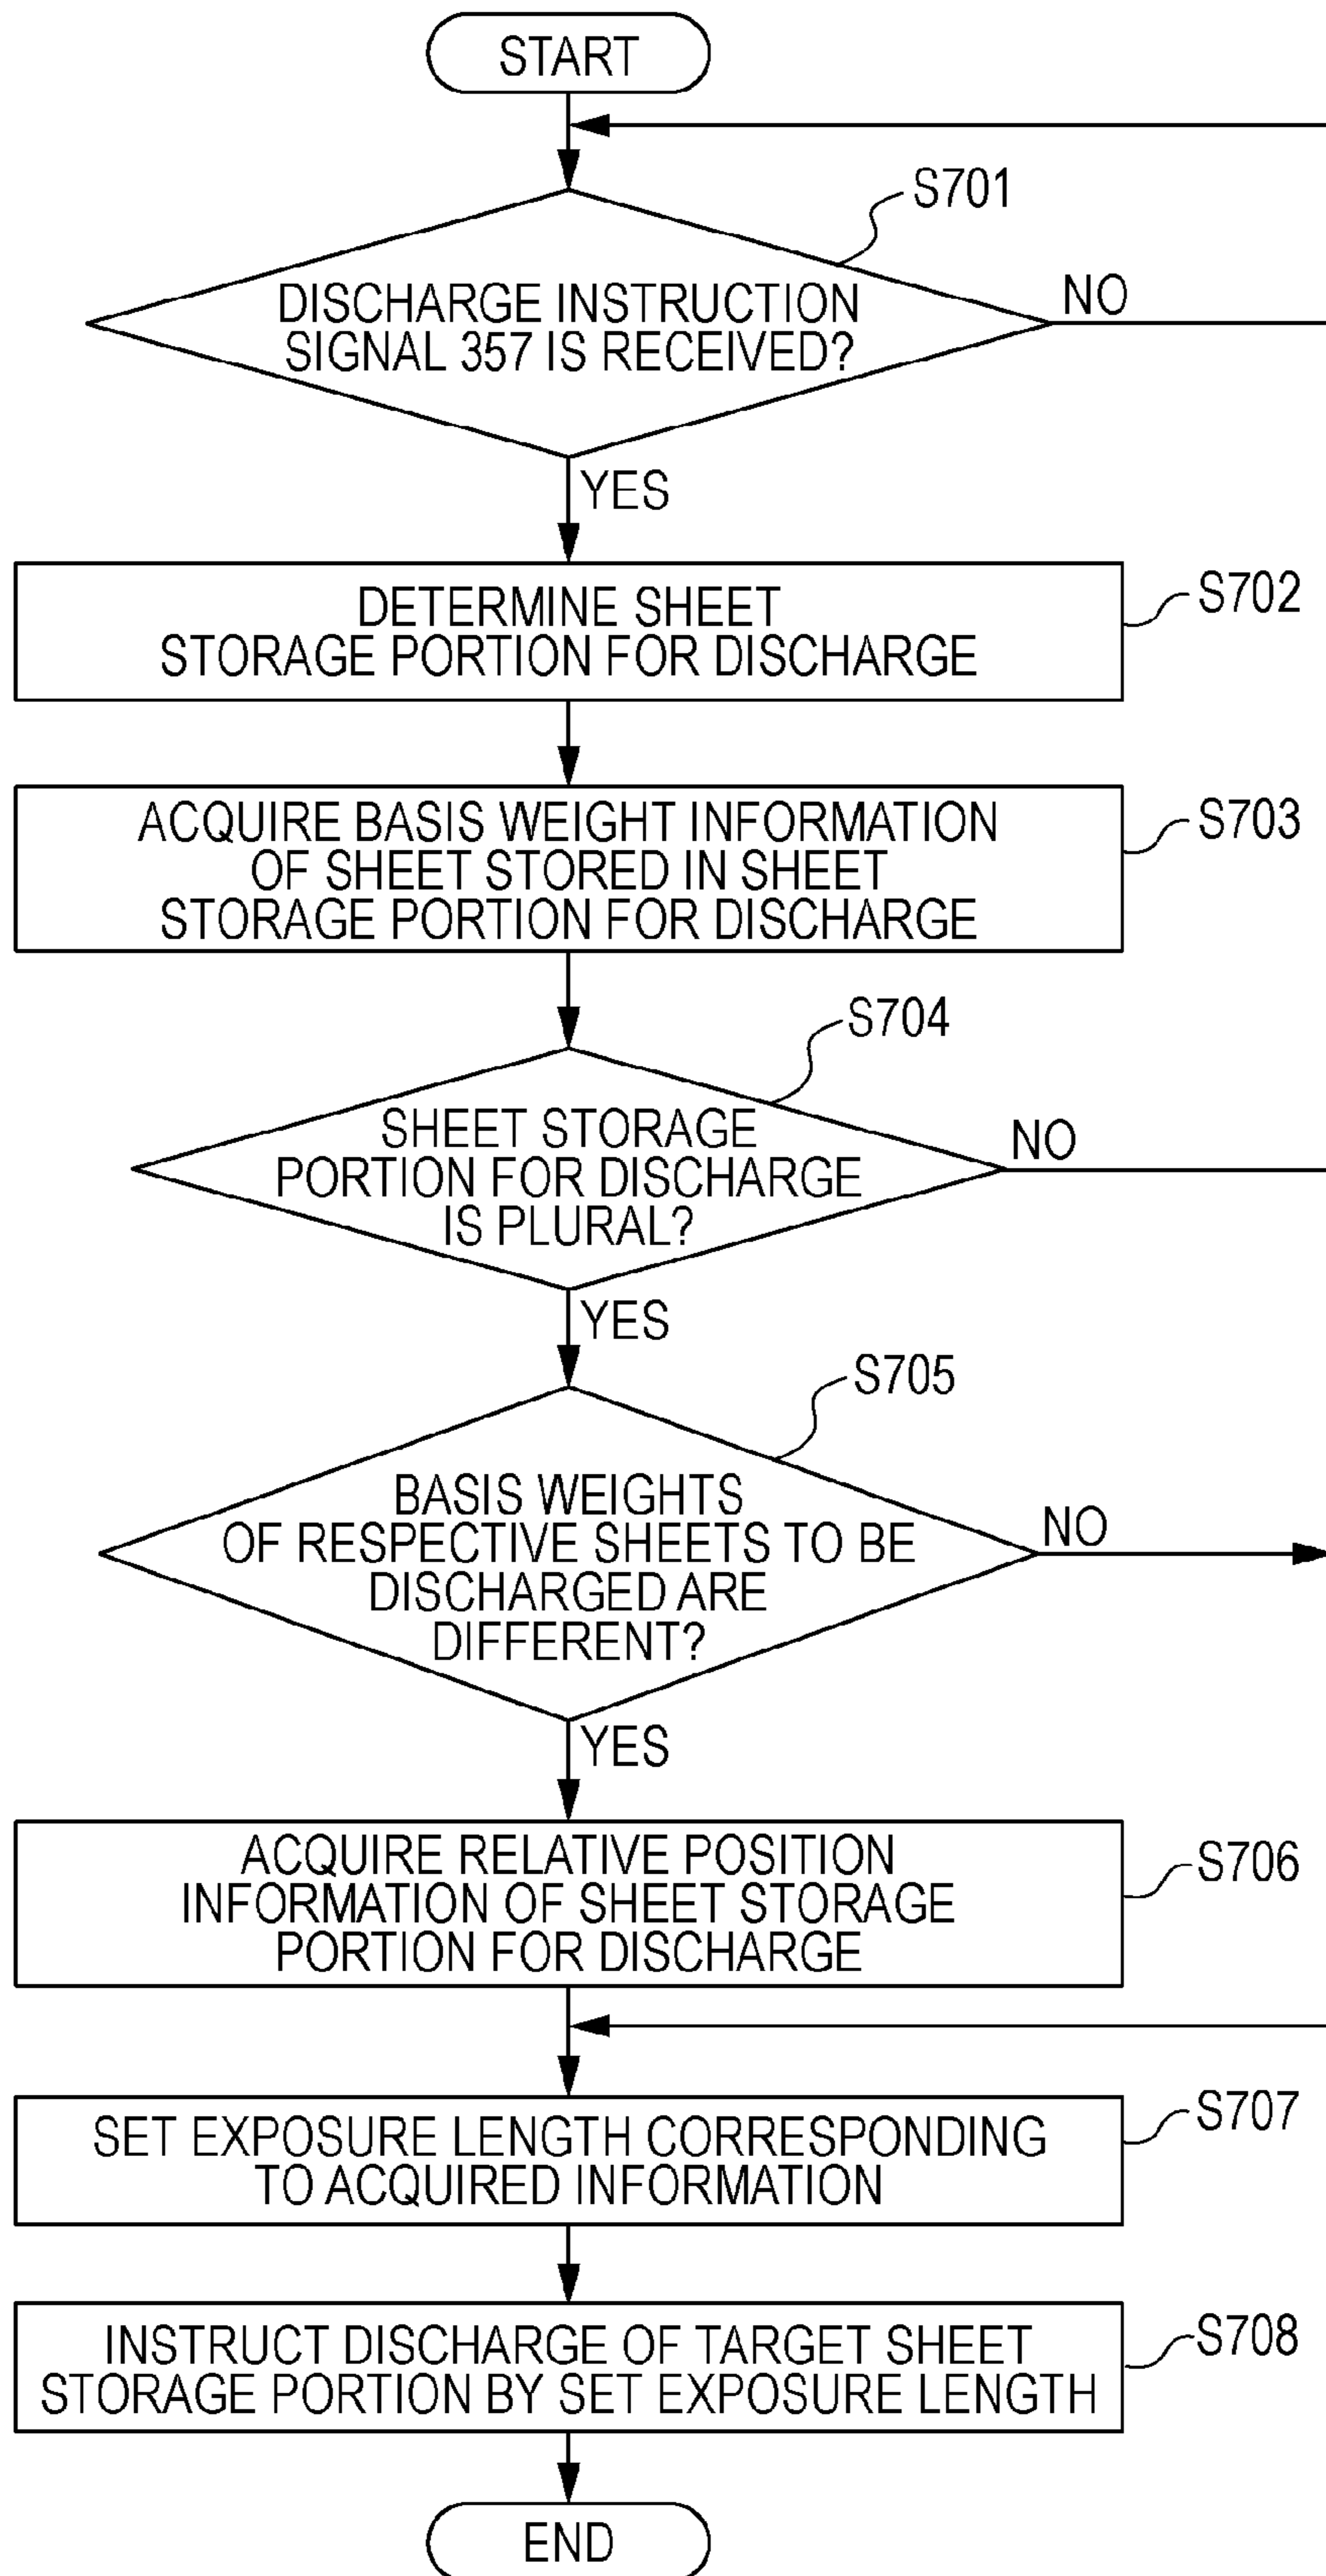 START
S701
DISCHARGE INSTRUCTION
SIGNAL 357 IS RECEIVED?
NO
YES
DETERMINE SHEET
STORAGE PORTION FOR DISCHARGE
S702
ACQUIRE BASIS WEIGHT INFORMATION
OF SHEET STORED IN SHEET
STORAGE PORTION FOR DISCHARGE
S703
S704
SHEET STORAGE
PORTION FOR DISCHARGE
IS PLURAL?
NO
YES
S705
BASIS WEIGHTS
OF RESPECTIVE SHEETS TO BE
DISCHARGED ARE
DIFFERENT?
NO
YES
ACQUIRE RELATIVE POSITION
INFORMATION OF SHEET STORAGE
PORTION FOR DISCHARGE
S706
SET EXPOSURE LENGTH CORRESPONDING
TO ACQUIRED INFORMATION
S707
INSTRUCT DISCHARGE OF TARGET SHEET
STORAGE PORTION BY SET EXPOSURE LENGTH
S708
END